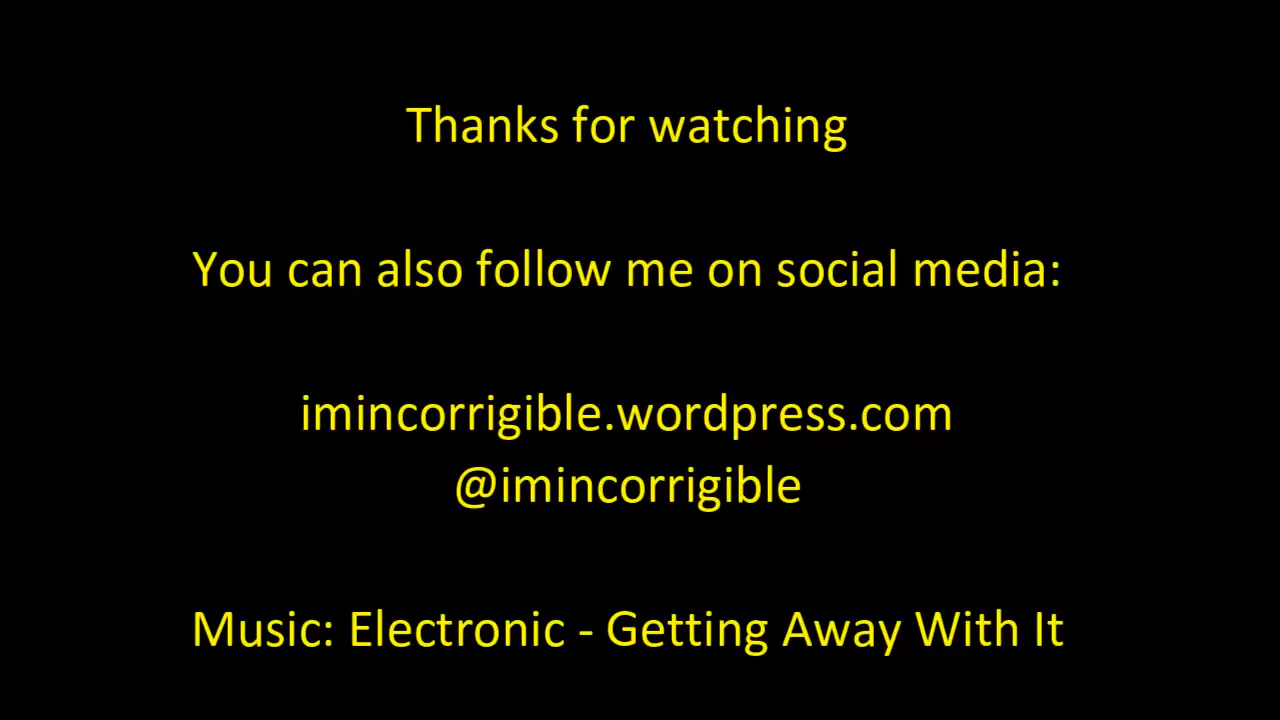 Thanks for watching
You can also follow me on social media:
imincorrigible.wordpress.com
@imincorrigible
Music: Electronic - Getting Away With It